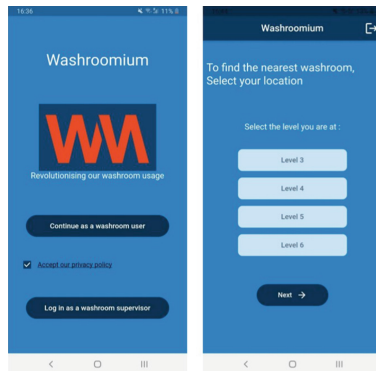 16:26
11%
Washroomium
WM
Revolutionising our washroom usage
Continue as a washroom user
Accept our privacy policy
Log in as a washroom supervisor
Washroomium
To find the nearest washroom,
Select your location
Select the level you are at :
Level 3
Level 4
Level 5
Level 6
Next →